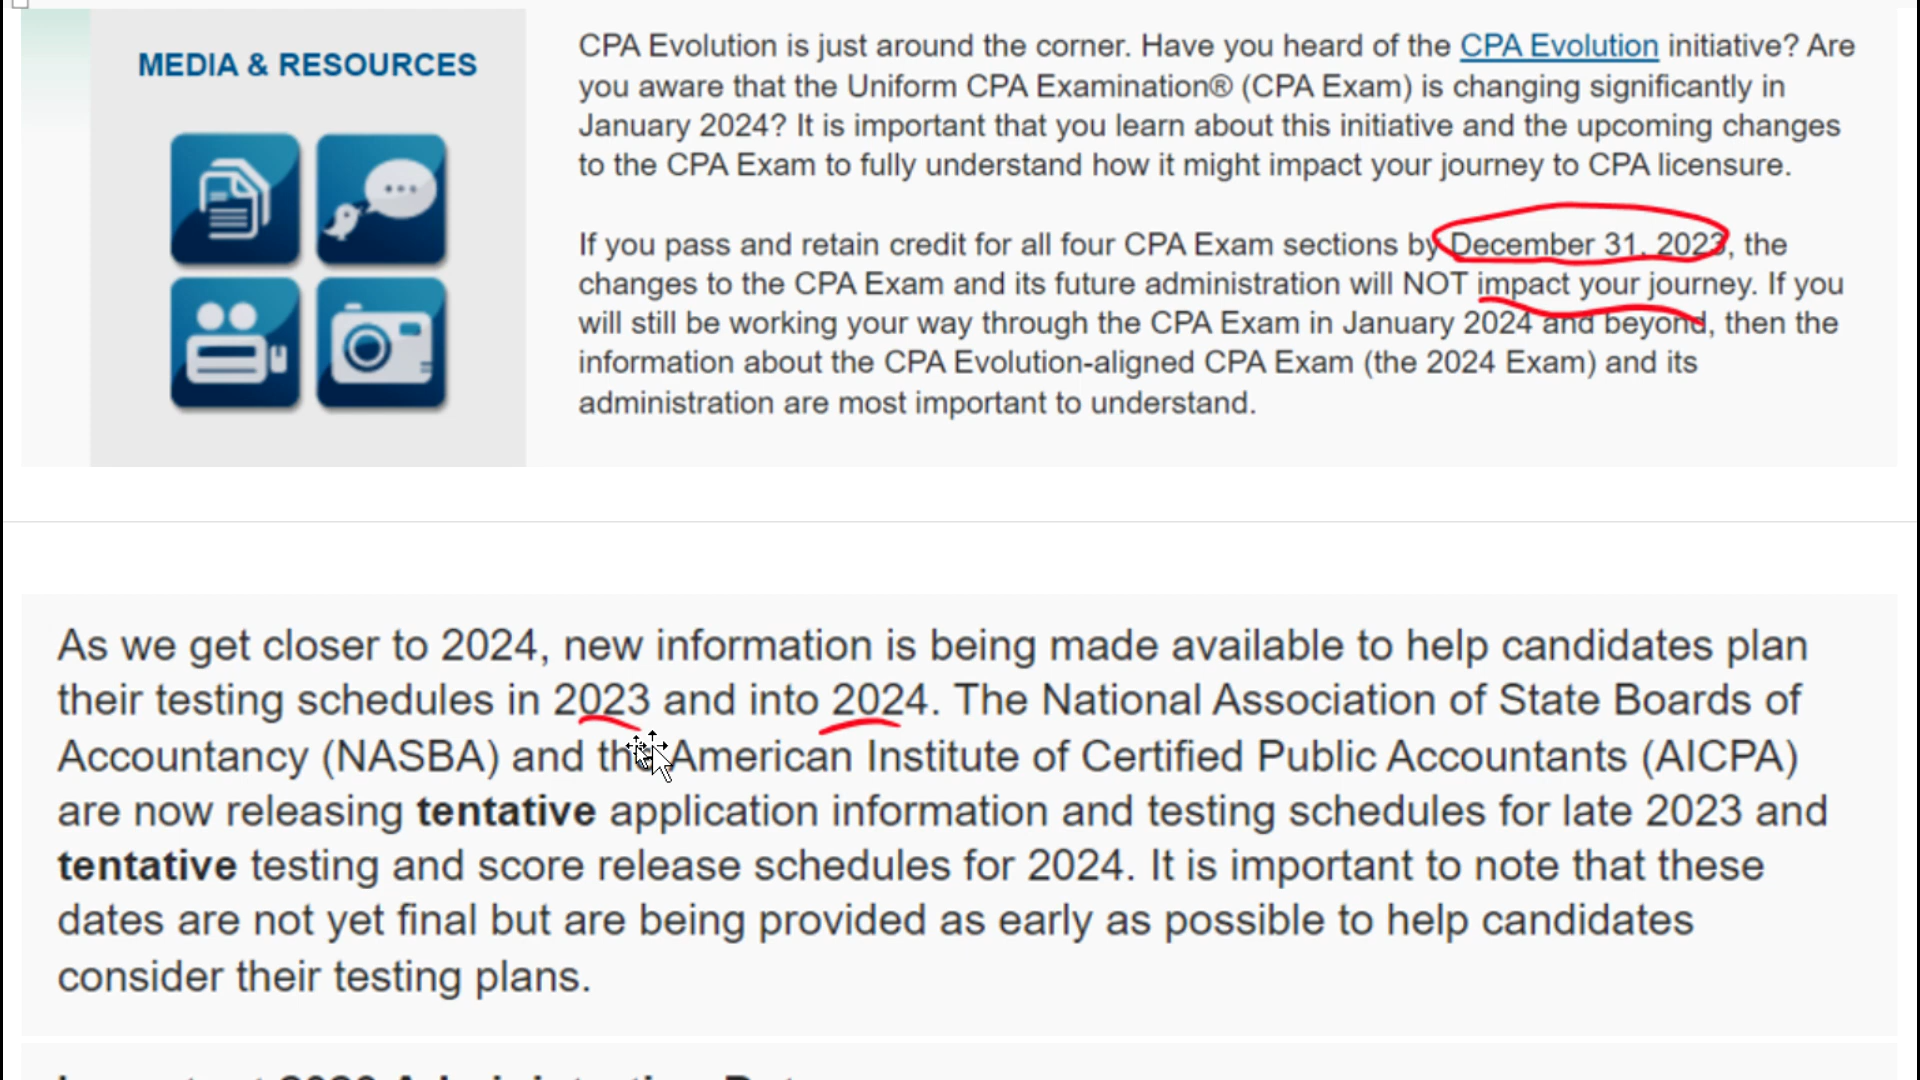 MEDIA & RESOURCES
CPA Evolution is just around the corner. Have you heard of the CPA Evolution initiative? Are
you aware that the Uniform CPA Examination® (CPA Exam) is changing significantly in
January 2024? It is important that you learn about this initiative and the upcoming changes
to the CPA Exam to fully understand how it might impact your journey to CPA licensure.
If you pass and retain credit for all four CPA Exam sections by December 31, 2023, the
changes to the CPA Exam and its future administration will NOT impact your journey. If you
will still be working your way through the CPA Exam in January 2024 and beyond, then the
information about the CPA Evolution-aligned CPA Exam (the 2024 Exam) and its
administration are most important to understand.
As we get closer to 2024, new information is being made available to help candidates plan
their testing schedules in 2023 and into 2024. The National Association of State Boards of
Accountancy (NASBA) and the American Institute of Certified Public Accountants (AICPA)
are now releasing tentative application information and testing schedules for late 2023 and
tentative testing and score release schedules for 2024. It is important to note that these
dates are not yet final but are being provided as early as possible to help candidates
consider their testing plans.